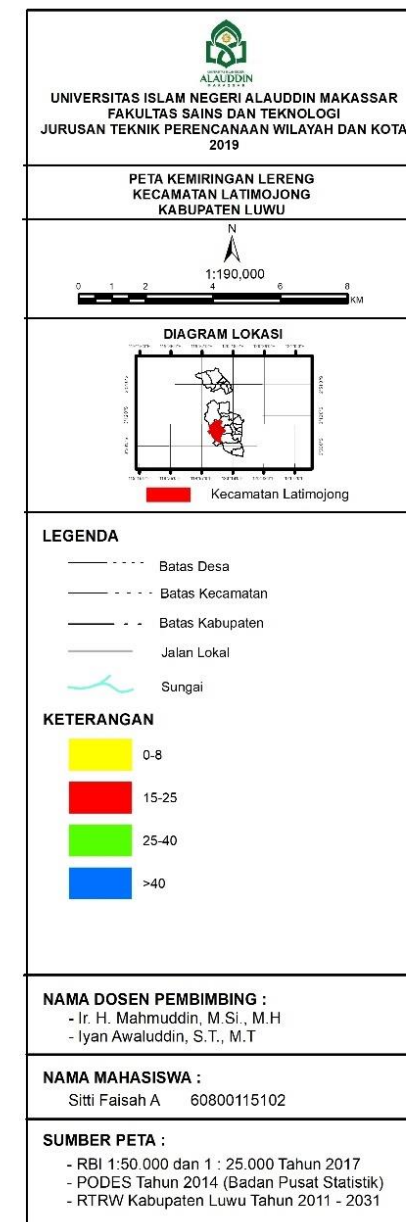 ALAUDDIN
UNIVERSITAS ISLAM NEGERI ALAUDDIN MAKASSAR
FAKULTAS SAINS DAN TEKNOLOGI
JURUSAN TEKNIK PERENCANAAN WILAYAH DAN KOTA
2019
PETA KEMIRINGAN LERENG
KECAMATAN LATIMOJONG
KABUPATEN LUWU
N
1:190,000
0 1 2 4 6 8
KM
DIAGRAM LOKASI
Kecamatan Latimojong
LEGENDA
Batas Desa
Batas Kecamatan
Batas Kabupaten
Jalan Lokal
Sungai
KETERANGAN
0-8
15-25
25-40
>40
NAMA DOSEN PEMBIMBING :
- Ir. H. Mahmuddin, M.Si., M.H
- Iyan Awaluddin, S.T., M.T
NAMA MAHASISWA :
Sitti Faisah A 60800115102
SUMBER PETA :
- RBI 1:50.000 dan 1 : 25.000 Tahun 2017
- PODES Tahun 2014 (Badan Pusat Statistik)
- RTRW Kabupaten Luwu Tahun 2011 - 2031